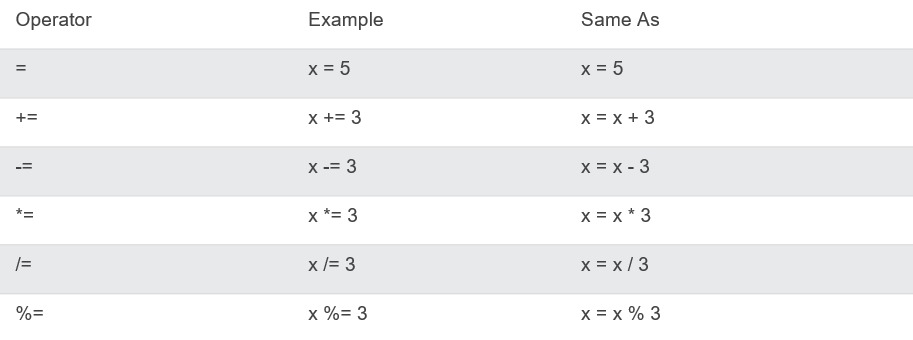 Operator Example Same As
= x = 5 x = 5
+= x += 3 x = x + 3
-= x -= 3 x = x - 3
*= x *= 3 x = x * 3
/= x /= 3 x = x / 3
%= x %= 3 x = x % 3